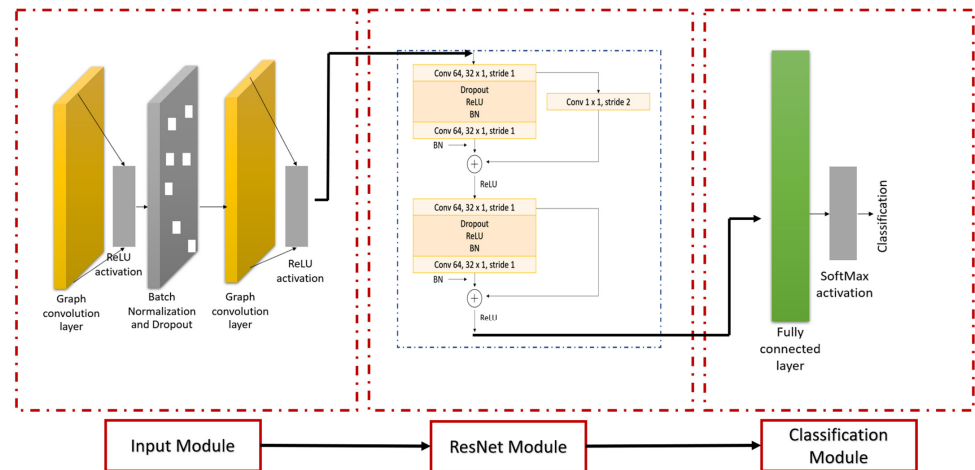 ReLU
activation
Graph
convolution
layer
Batch
Normalization
and Dropout
Graph
convolution
layer
ReLU
activation
Conv 64, 32 x 1, stride 1
Dropout
ReLU
BN
Conv 64, 32 x 1, stride 1
Conv 1 x 1, stride 2
BN
+
ReLU
Conv 64, 32 x 1, stride 1
Dropout
ReLU
BN
Conv 64, 32 x 1, stride 1
BN
+
ReLU
Fully
connected
layer
SoftMax
activation
Classification
Input Module
ResNet Module
Classification
Module